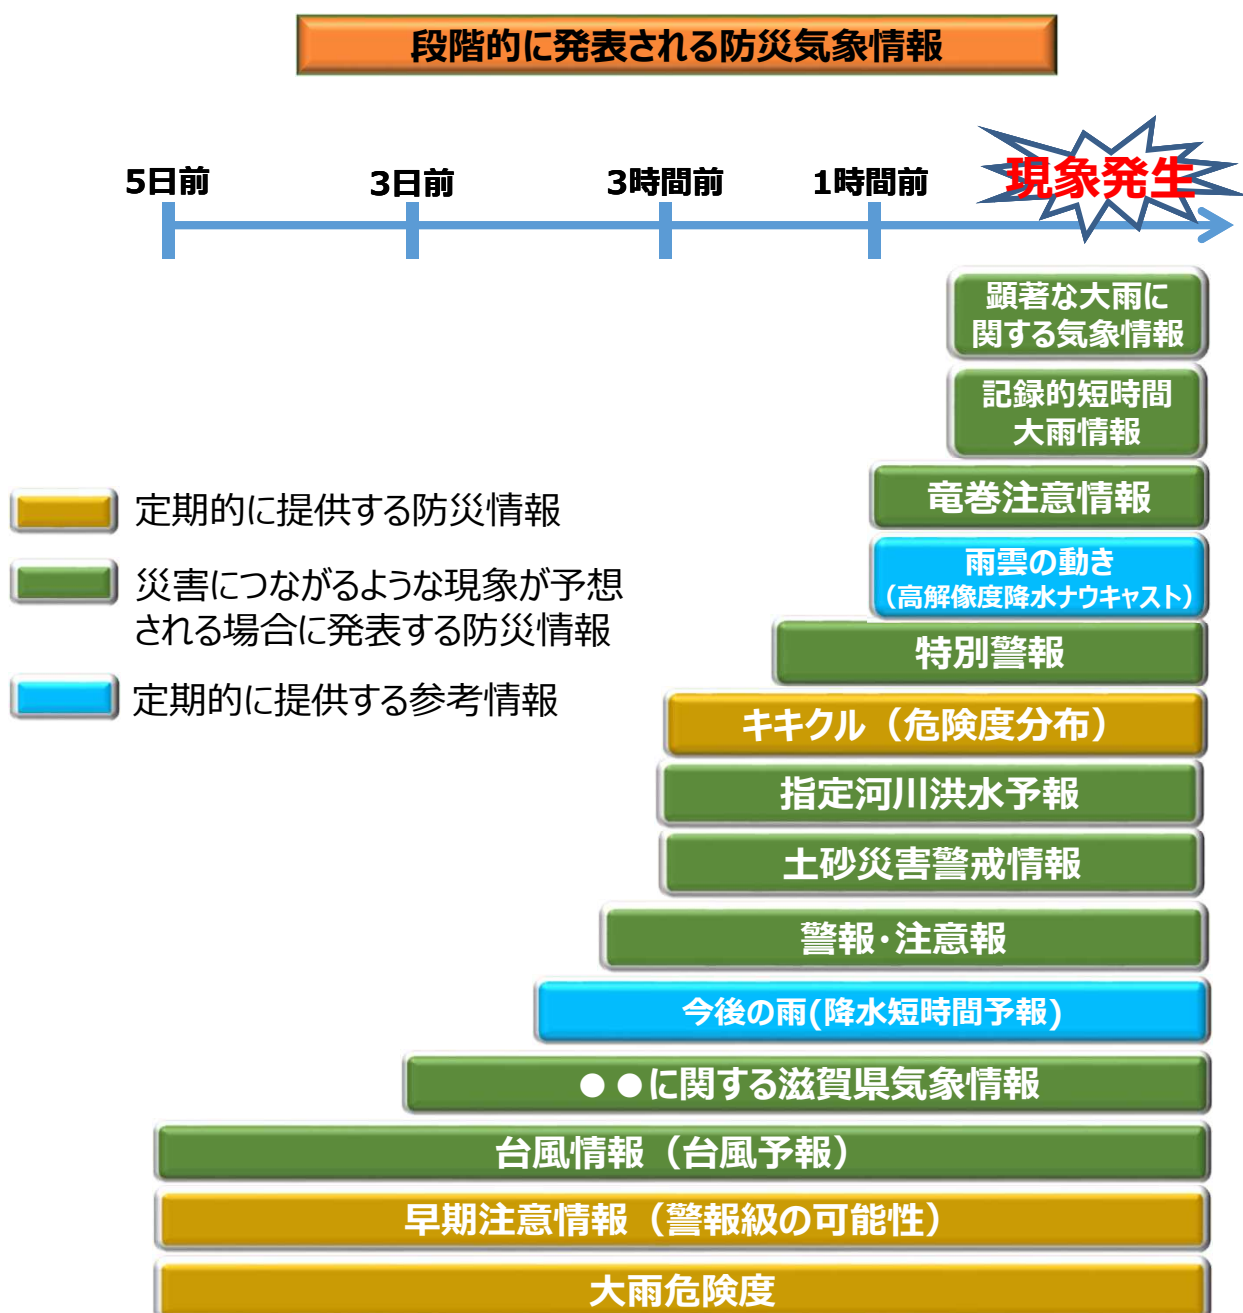 段階的に発表される防災気象情報
5日前
3日前
3時間前
1時間前
現象発生
顕著な大雨に
関する気象情報
記録的短時間
大雨情報
竜巻注意情報
雨雲の動き
（高解像度降水ナウキャスト）
特別警報
キキクル（危険度分布）
指定河川洪水予報
土砂災害警戒情報
警報・注意報
今後の雨(降水短時間予報)
●●に関する滋賀県気象情報
台風情報（台風予報）
早期注意情報（警報級の可能性）
大雨危険度
定期的に提供する防災情報
災害につながるような現象が予想
される場合に発表する防災情報
定期的に提供する参考情報